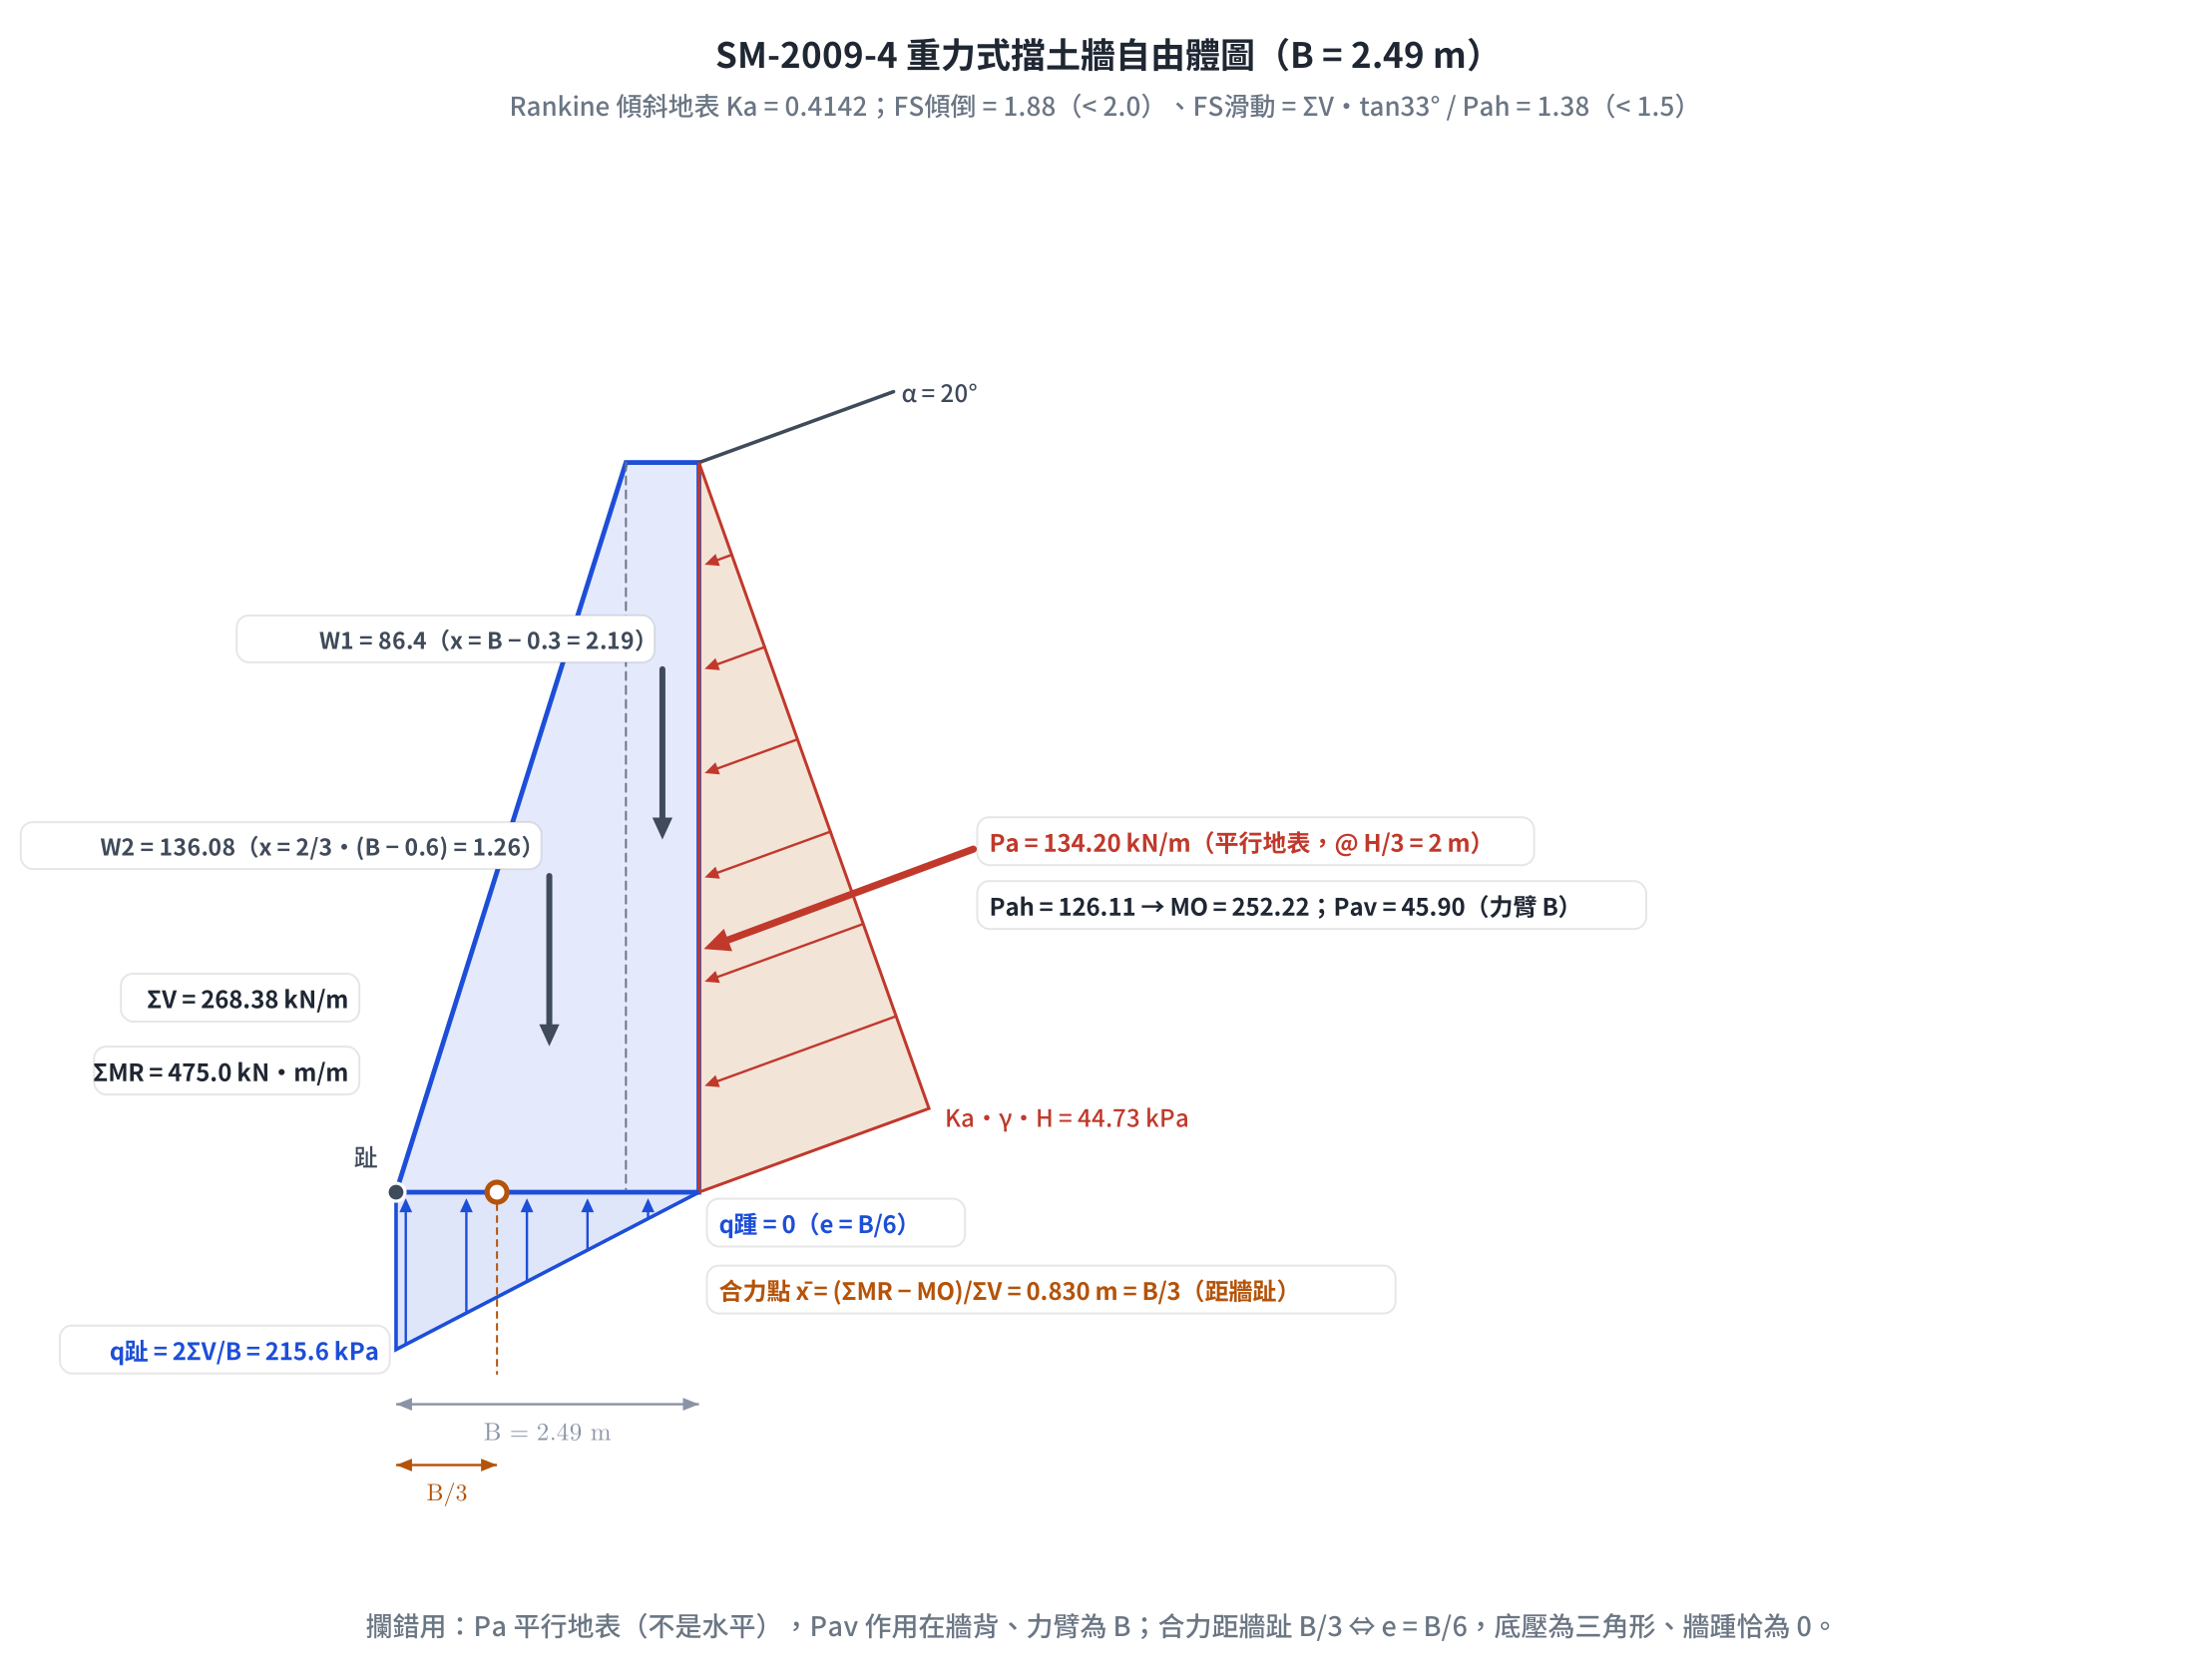 SM-2009-4 重力式擋土牆自由體圖（B = 2.49 m）
Rankine 傾斜地表 Ka = 0.4142；FS傾倒 = 1.88（< 2.0）、FS滑動 = ΣV・tan33° / Pah = 1.38（< 1.5）
α = 20°
W1 = 86.4（x = B − 0.3 = 2.19）
W2 = 136.08（x = 2/3・(B − 0.6) = 1.26）
Pa = 134.20 kN/m（平行地表，@ H/3 = 2 m）
Pah = 126.11 → MO = 252.22；Pav = 45.90（力臂 B）
ΣV = 268.38 kN/m
ΣMR = 475.0 kN・m/m
Ka・γ・H = 44.73 kPa
趾
q踵 = 0（e = B/6）
合力點 x̄ = (ΣMR − MO)/ΣV = 0.830 m = B/3（距牆趾）
q趾 = 2ΣV/B = 215.6 kPa
B = 2.49 m
B/3
攔錯用：Pa 平行地表（不是水平），Pav 作用在牆背、力臂為 B；合力距牆趾 B/3 ⇔ e = B/6，底壓為三角形、牆踵恰為 0。